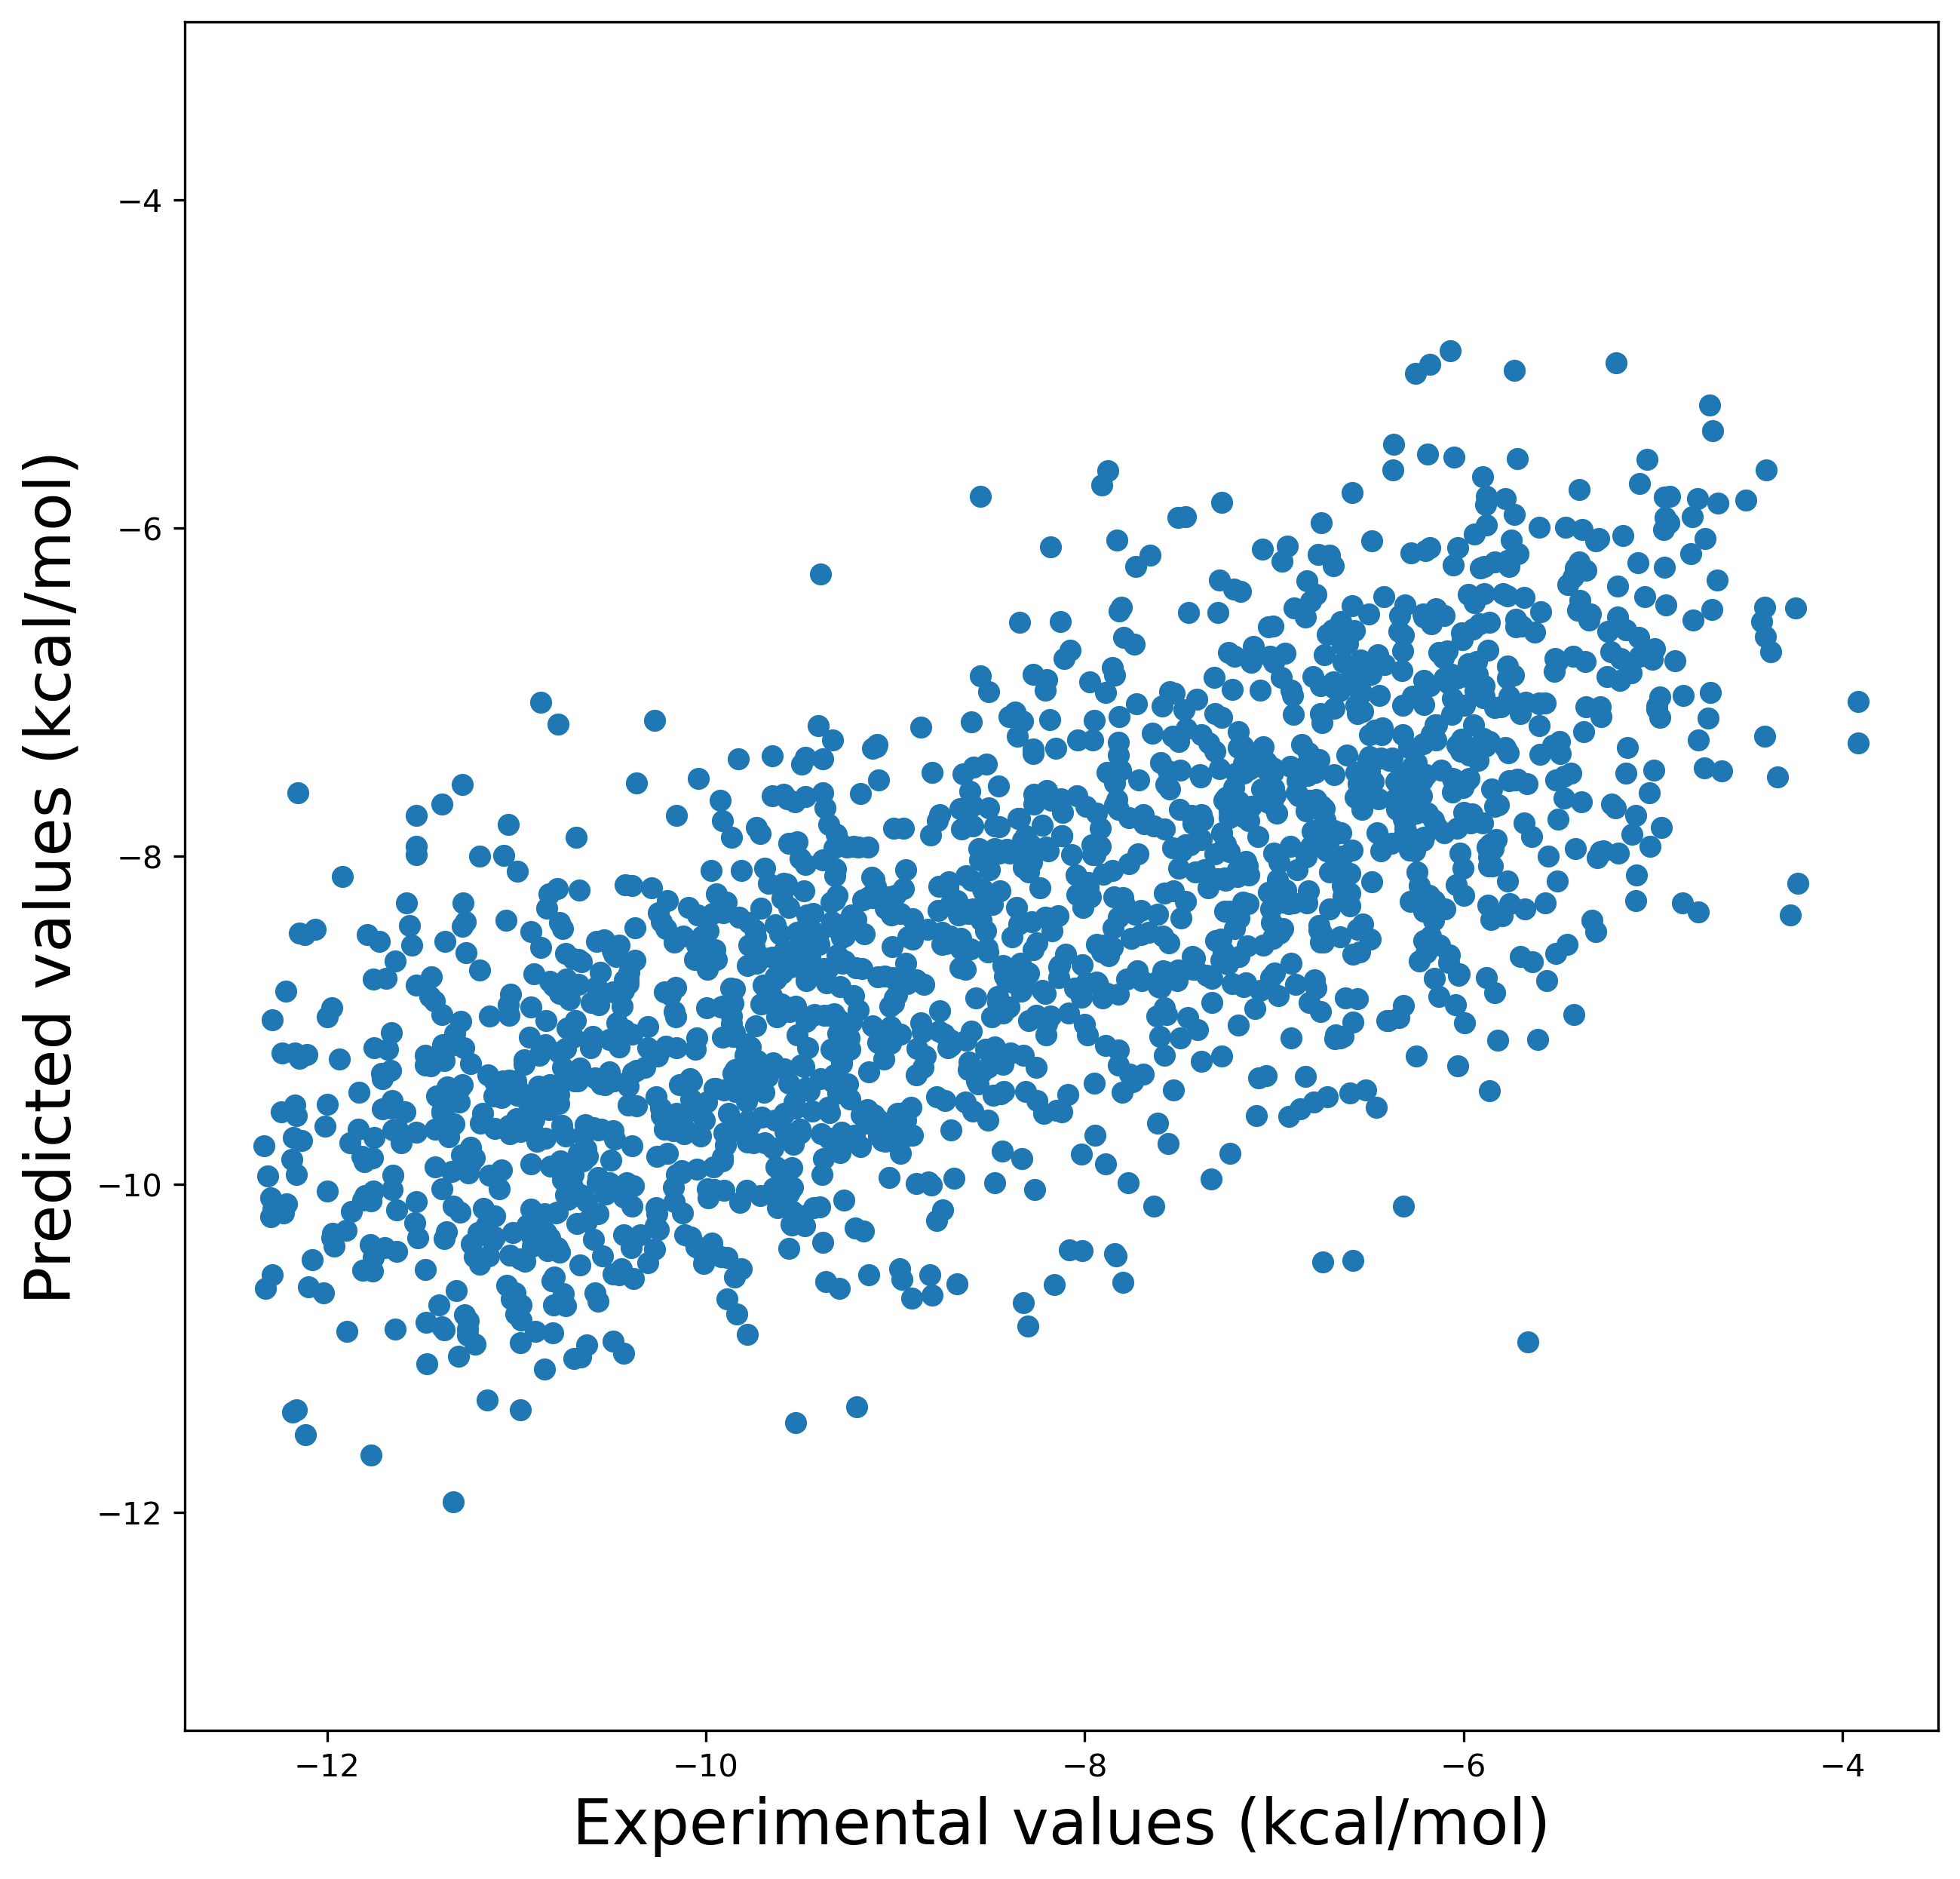 Predicted values (kcal/mol)
−4
−6
−8
−10
−12
−12 −10 −8 −6 −4
Experimental values (kcal/mol)